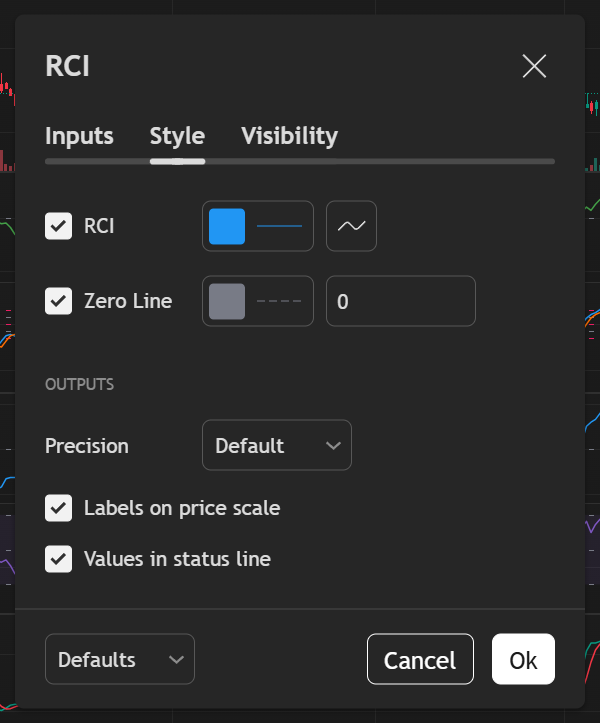 RCI
Inputs Style Visibility
RCI
Zero Line 0
OUTPUTS
Precision Default
Labels on price scale
Values in status line
Defaults Cancel Ok